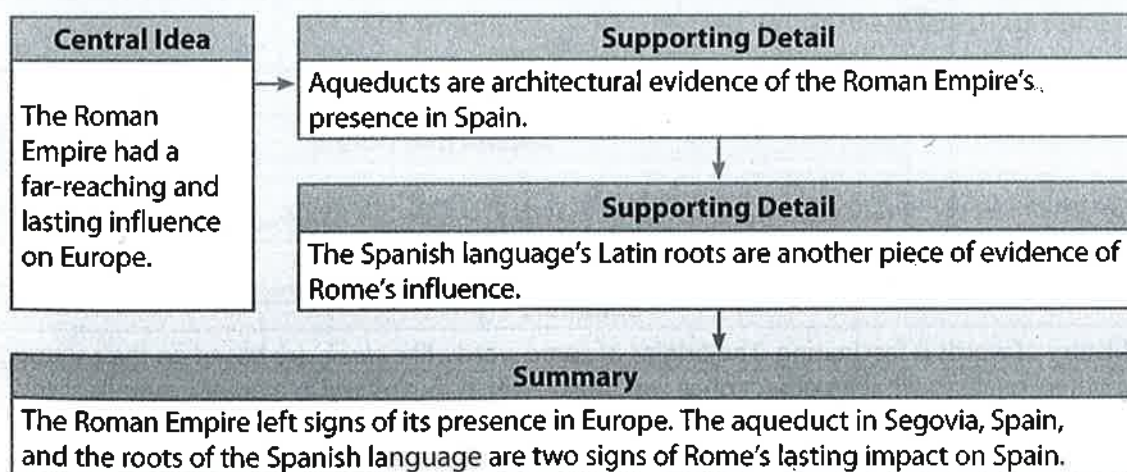 Central Idea
The Roman
Empire had a
far-reaching and
lasting influence
on Europe.
Supporting Detail
Aqueducts are architectural evidence of the Roman Empire's
presence in Spain.
Supporting Detail
The Spanish language's Latin roots are another piece of evidence of
Rome's influence.
Summary
The Roman Empire left signs of its presence in Europe. The aqueduct in Segovia, Spain,
and the roots of the Spanish language are two signs of Rome's lasting impact on Spain.